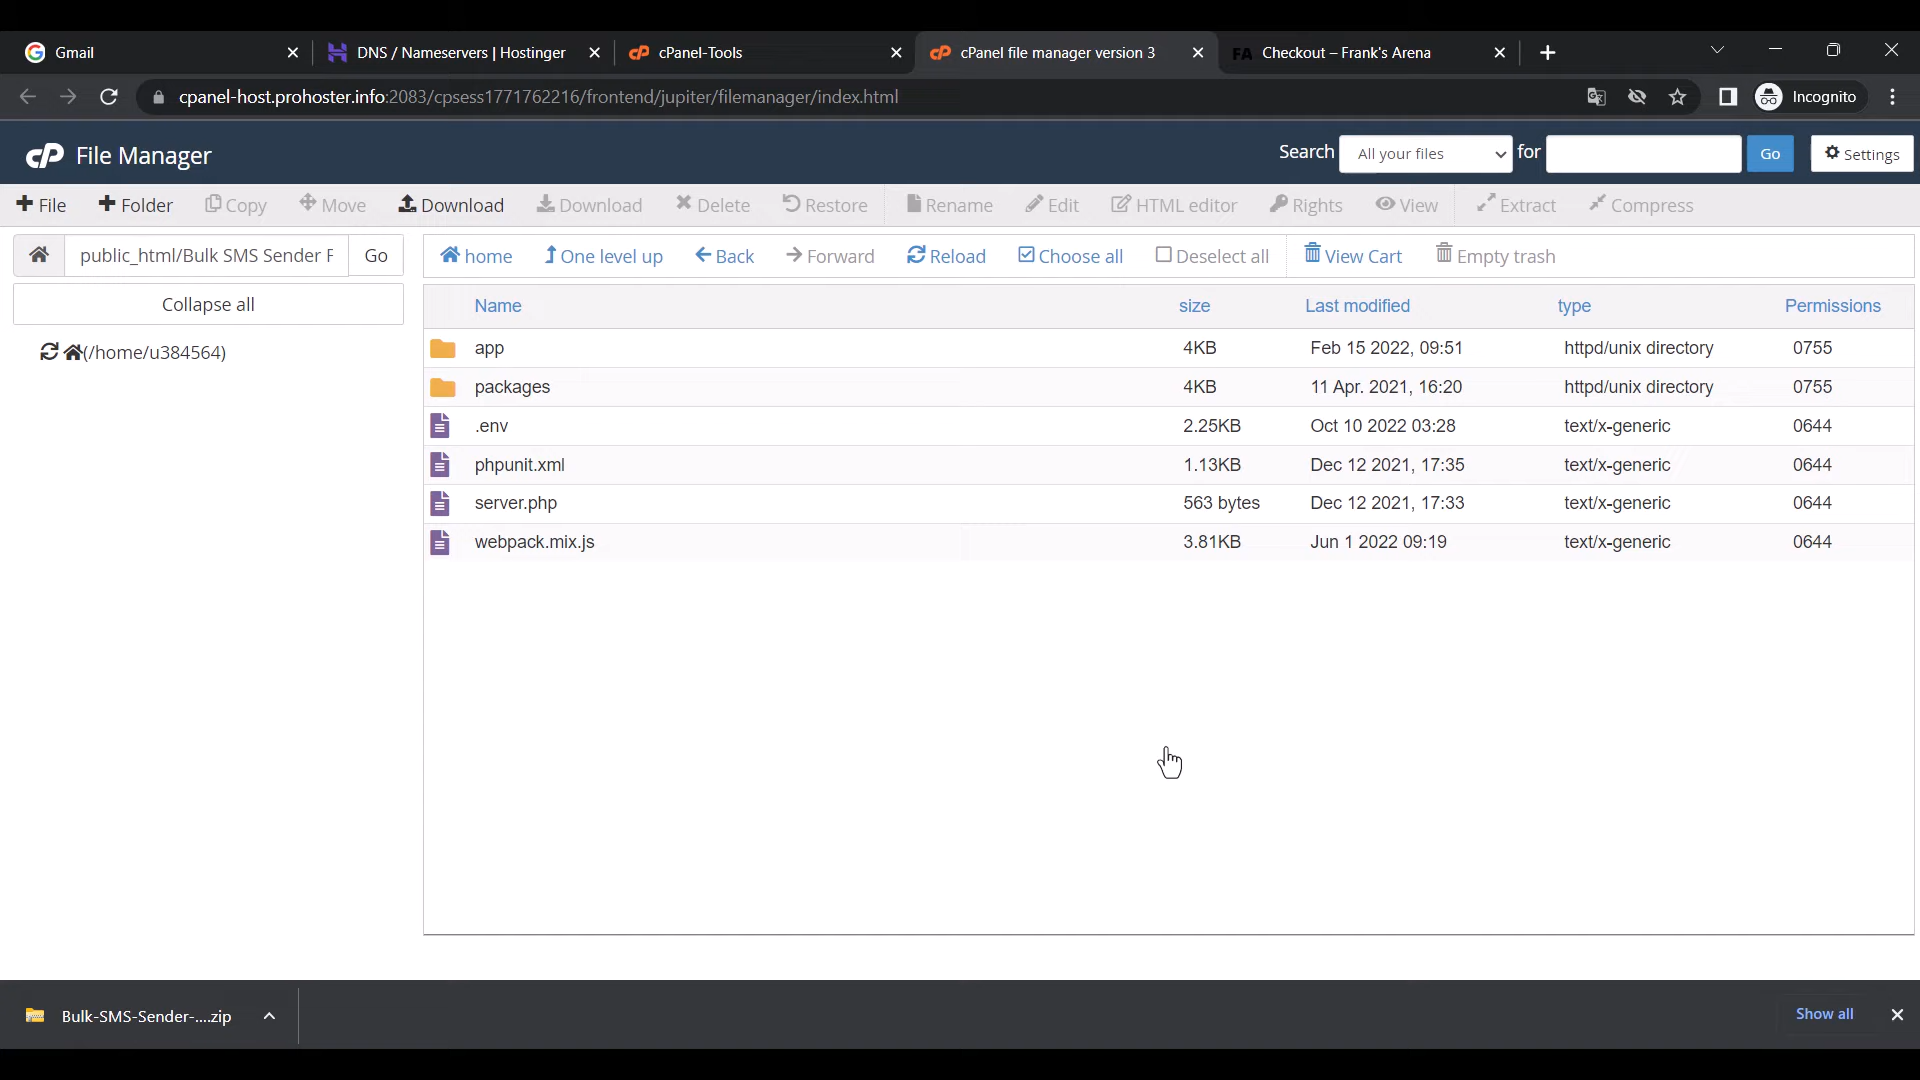 Gmail
DNS / Nameservers | Hostinger
cPanel-Tools
cPanel file manager version 3
FA Checkout – Frank's Arena
cpanel-host.prohoster.info:2083/cpsess1771762216/frontend/jupiter/filemanager/index.html
Incognito
cP File Manager
Search All your files for Go Settings
File Folder Copy Move Download Download Delete Restore Rename Edit HTML editor Rights View Extract Compress
public_html/Bulk SMS Sender F Go
home One level up Back Forward Reload Choose all Deselect all View Cart Empty trash
Collapse all
(/home/u384564)
Name size Last modified type Permissions
app 4KB Feb 15 2022, 09:51 httpd/unix directory 0755
packages 4KB 11 Apr. 2021, 16:20 httpd/unix directory 0755
.env 2.25KB Oct 10 2022 03:28 text/x-generic 0644
phpunit.xml 1.13KB Dec 12 2021, 17:35 text/x-generic 0644
server.php 563 bytes Dec 12 2021, 17:33 text/x-generic 0644
webpack.mix.js 3.81KB Jun 1 2022 09:19 text/x-generic 0644
Bulk-SMS-Sender-....zip
Show all